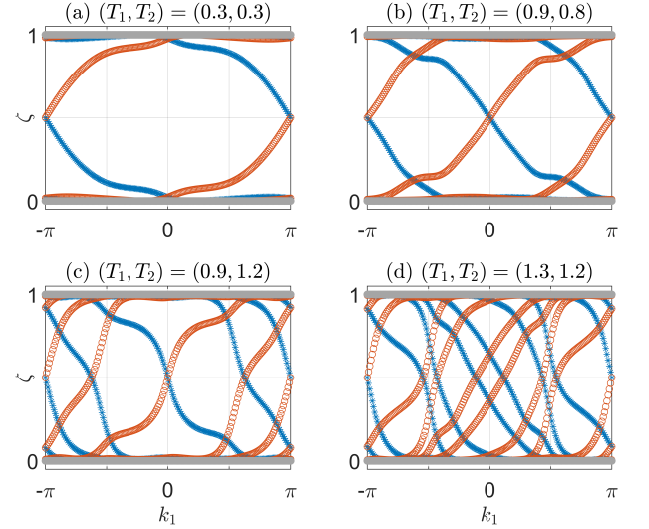 (a) (T₁, T₂) = (0.3, 0.3)
(b) (T₁, T₂) = (0.9, 0.8)
1
1
ζ
0
0
-π 0 π
-π 0 π
(c) (T₁, T₂) = (0.9, 1.2)
(d) (T₁, T₂) = (1.3, 1.2)
1
1
ζ
0
0
-π 0 π
-π 0 π
k₁
k₁